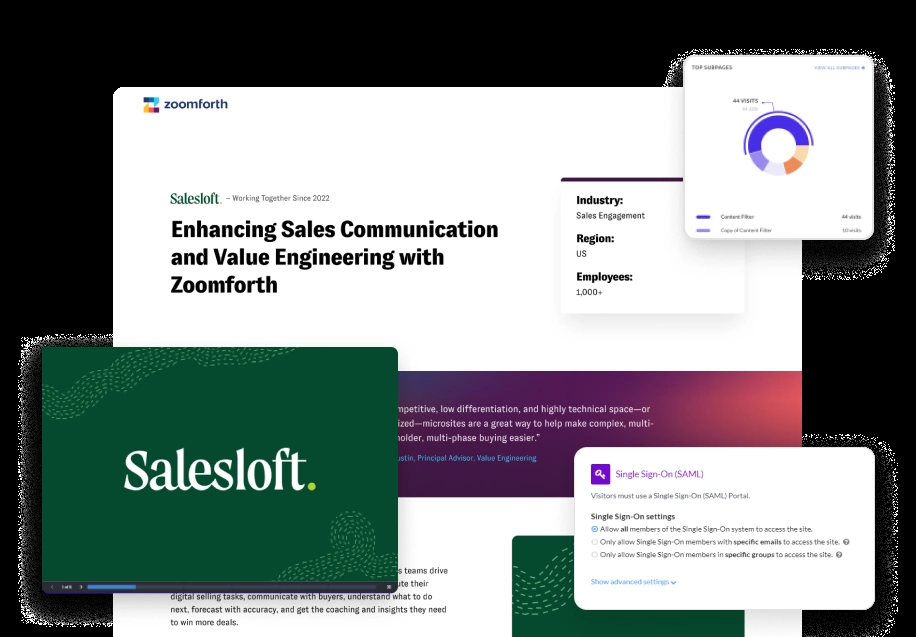 TOP SUBPAGES
VIEW ALL SUBPAGES
44 VISITS
Content Filter 44 visits
Copy of Content Filter 10 visits
zoomforth
Salesloft. – Working Together Since 2022
Enhancing Sales Communication
and Value Engineering with
Zoomforth
Industry:
Sales Engagement
Region:
US
Employees:
1,000+
mpetitive, low differentiation, and highly technical space—or
ized—microsites are a great way to help make complex, multi-
holder, multi-phase buying easier.”
ustin, Principal Advisor, Value Engineering
Salesloft.
Single Sign-On (SAML)
Visitors must use a Single Sign-On (SAML) Portal.
Single Sign-On settings
Allow all members of the Single Sign-On system to access the site.
Only allow Single Sign-On members with specific emails to access the site.
Only allow Single Sign-On members in specific groups to access the site.
Show advanced settings
s teams drive
ute their
digital selling tasks, communicate with buyers, understand what to do
next, forecast with accuracy, and get the coaching and insights they need
to win more deals.